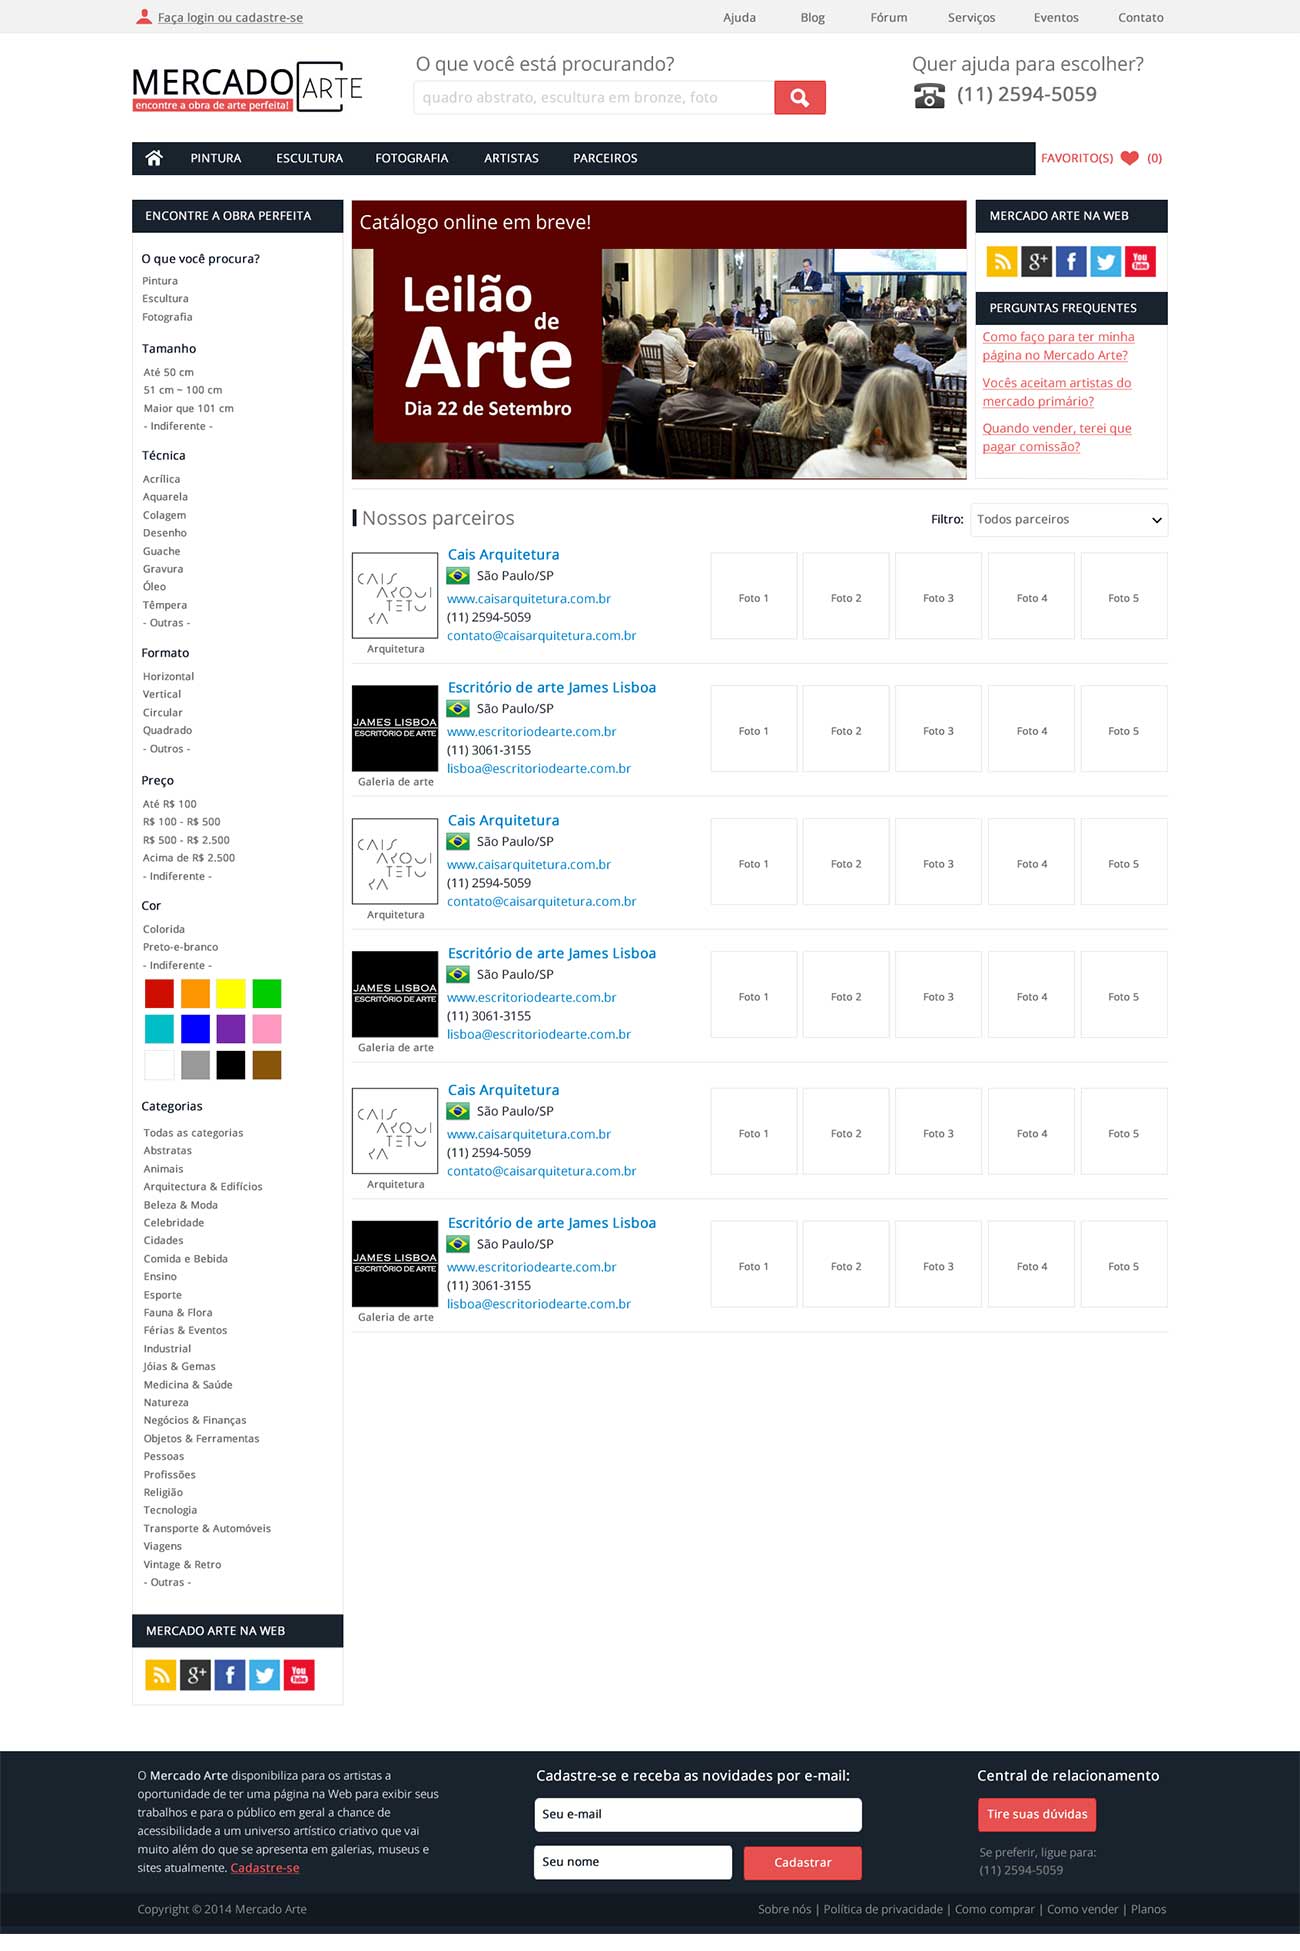 Faça login ou cadastre-se
Ajuda Blog Fórum Serviços Eventos Contato
MERCADO ARTE
encontre a obra de arte perfeita!
O que você está procurando?
quadro abstrato, escultura em bronze, foto
Quer ajuda para escolher?
(11) 2594-5059
PINTURA ESCULTURA FOTOGRAFIA ARTISTAS PARCEIROS
FAVORITO(S) (0)
ENCONTRE A OBRA PERFEITA
O que você procura?
Pintura
Escultura
Fotografia
Tamanho
Até 50 cm
51 cm ~ 100 cm
Maior que 101 cm
- Indiferente -
Técnica
Acrílica
Aquarela
Colagem
Desenho
Guache
Gravura
Óleo
Têmpera
- Outras -
Formato
Horizontal
Vertical
Circular
Quadrado
- Outros -
Preço
Até R$ 100
R$ 100 - R$ 500
R$ 500 - R$ 2.500
Acima de R$ 2.500
- Indiferente -
Cor
Colorida
Preto-e-branco
- Indiferente -
Categorias
Todas as categorias
Abstratas
Animais
Arquitectura & Edifícios
Beleza & Moda
Celebridade
Cidades
Comida e Bebida
Ensino
Esporte
Fauna & Flora
Férias & Eventos
Industrial
Jóias & Gemas
Medicina & Saúde
Natureza
Negócios & Finanças
Objetos & Ferramentas
Pessoas
Profissões
Religião
Tecnologia
Transporte & Automóveis
Viagens
Vintage & Retro
- Outras -
MERCADO ARTE NA WEB
g+ f You Tube
Catálogo online em breve!
Leilão
de
Arte
Dia 22 de Setembro
MERCADO ARTE NA WEB
g+ f You Tube
PERGUNTAS FREQUENTES
Como faço para ter minha
página no Mercado Arte?
Vocês aceitam artistas do
mercado primário?
Quando vender, terei que
pagar comissão?
Nossos parceiros
Filtro: Todos parceiros
CAIS
ARQUI
TETU
RA
Arquitetura
Cais Arquitetura
São Paulo/SP
www.caisarquitetura.com.br
(11) 2594-5059
contato@caisarquitetura.com.br
Foto 1 Foto 2 Foto 3 Foto 4 Foto 5
JAMES LISBOA
ESCRITÓRIO DE ARTE
Galeria de arte
Escritório de arte James Lisboa
São Paulo/SP
www.escritoriodearte.com.br
(11) 3061-3155
lisboa@escritoriodearte.com.br
Foto 1 Foto 2 Foto 3 Foto 4 Foto 5
CAIS
ARQUI
TETU
RA
Arquitetura
Cais Arquitetura
São Paulo/SP
www.caisarquitetura.com.br
(11) 2594-5059
contato@caisarquitetura.com.br
Foto 1 Foto 2 Foto 3 Foto 4 Foto 5
JAMES LISBOA
ESCRITÓRIO DE ARTE
Galeria de arte
Escritório de arte James Lisboa
São Paulo/SP
www.escritoriodearte.com.br
(11) 3061-3155
lisboa@escritoriodearte.com.br
Foto 1 Foto 2 Foto 3 Foto 4 Foto 5
CAIS
ARQUI
TETU
RA
Arquitetura
Cais Arquitetura
São Paulo/SP
www.caisarquitetura.com.br
(11) 2594-5059
contato@caisarquitetura.com.br
Foto 1 Foto 2 Foto 3 Foto 4 Foto 5
JAMES LISBOA
ESCRITÓRIO DE ARTE
Galeria de arte
Escritório de arte James Lisboa
São Paulo/SP
www.escritoriodearte.com.br
(11) 3061-3155
lisboa@escritoriodearte.com.br
Foto 1 Foto 2 Foto 3 Foto 4 Foto 5
O Mercado Arte disponibiliza para os artistas a
oportunidade de ter uma página na Web para exibir seus
trabalhos e para o público em geral a chance de
acessibilidade a um universo artístico criativo que vai
muito além do que se apresenta em galerias, museus e
sites atualmente. Cadastre-se
Cadastre-se e receba as novidades por e-mail:
Seu e-mail
Seu nome
Cadastrar
Central de relacionamento
Tire suas dúvidas
Se preferir, ligue para:
(11) 2594-5059
Copyright © 2014 Mercado Arte
Sobre nós | Política de privacidade | Como comprar | Como vender | Planos